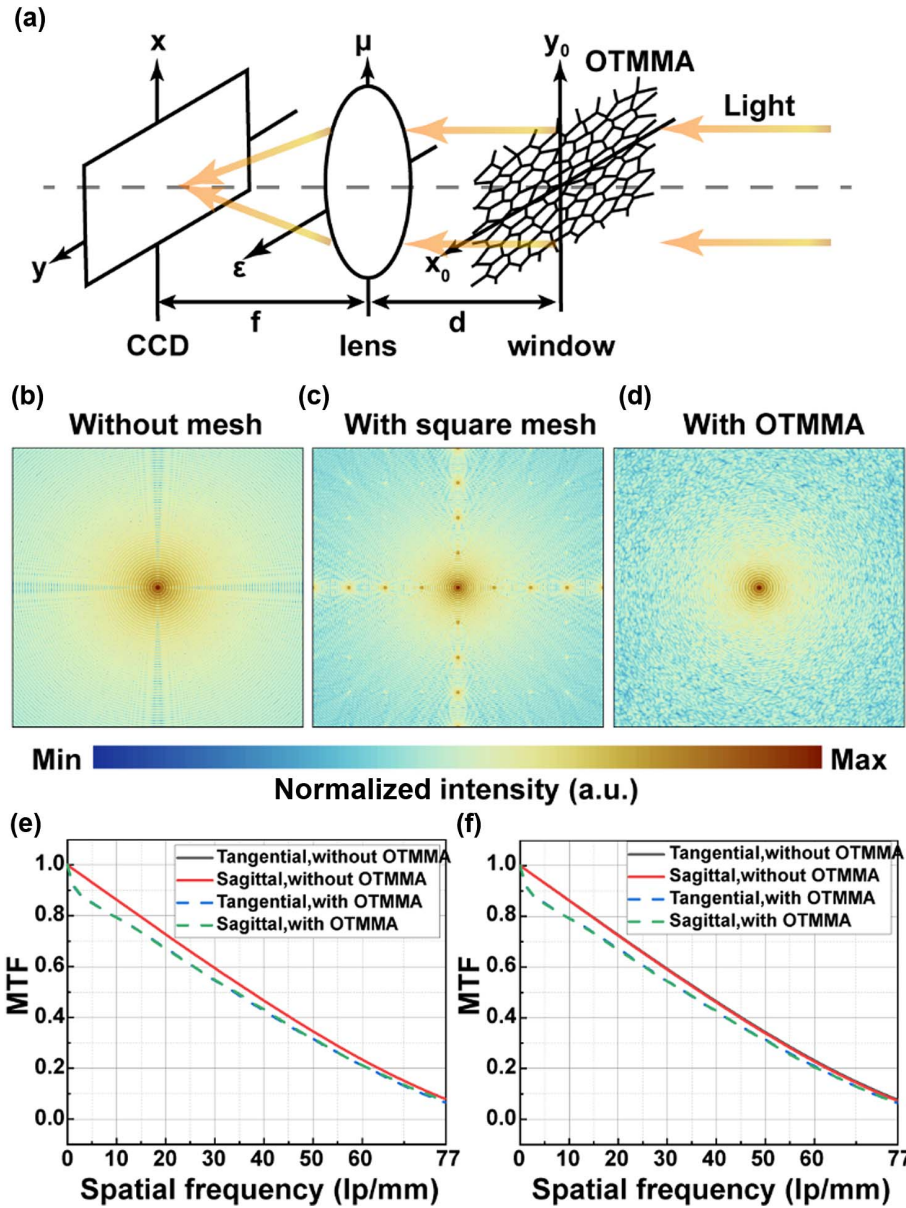 (a)
x
μ
y₀
OTMMA
Light
y
ε
x₀
f
d
CCD
lens
window
(b)
(c)
(d)
Without mesh
With square mesh
With OTMMA
Min
Max
Normalized intensity (a.u.)
(e)
Tangential,without OTMMA
Sagittal,without OTMMA
Tangential,with OTMMA
Sagittal,with OTMMA
MTF
1.0
0.8
0.6
0.4
0.2
0.0
0 10 20 30 40 50 60 77
Spatial frequency (lp/mm)
(f)
Tangential,without OTMMA
Sagittal,without OTMMA
Tangential,with OTMMA
Sagittal,with OTMMA
MTF
1.0
0.8
0.6
0.4
0.2
0.0
0 10 20 30 40 50 60 77
Spatial frequency (lp/mm)